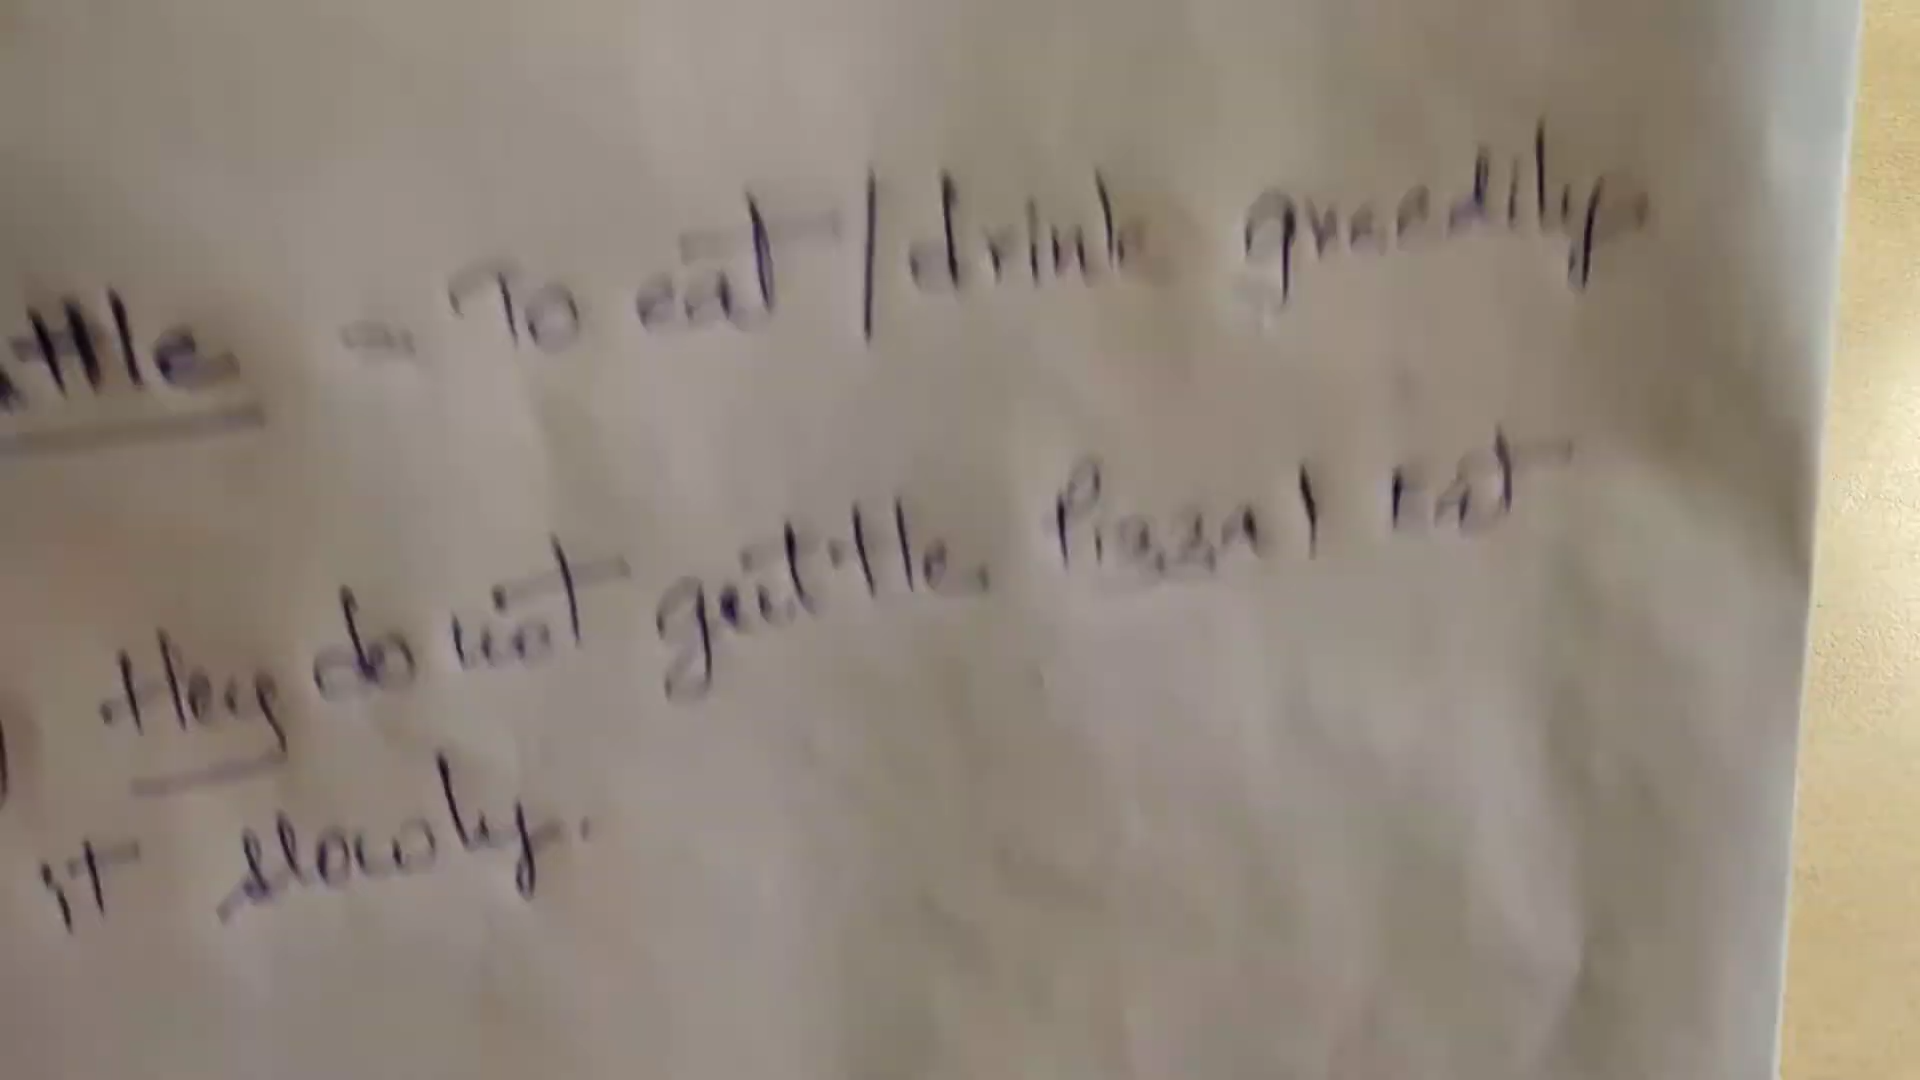 ttle - To eat/drink greedily.
They do not guttle Pizza, eat
it slowly.